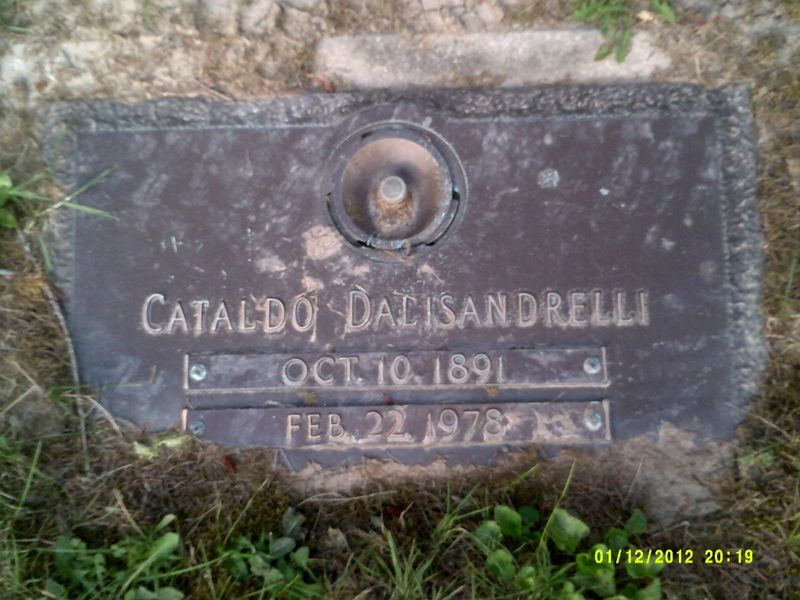 CATALDO DALISANDRELLI
OCT. 10. 1891
FEB. 22. 1978
01/12/2012 20:19